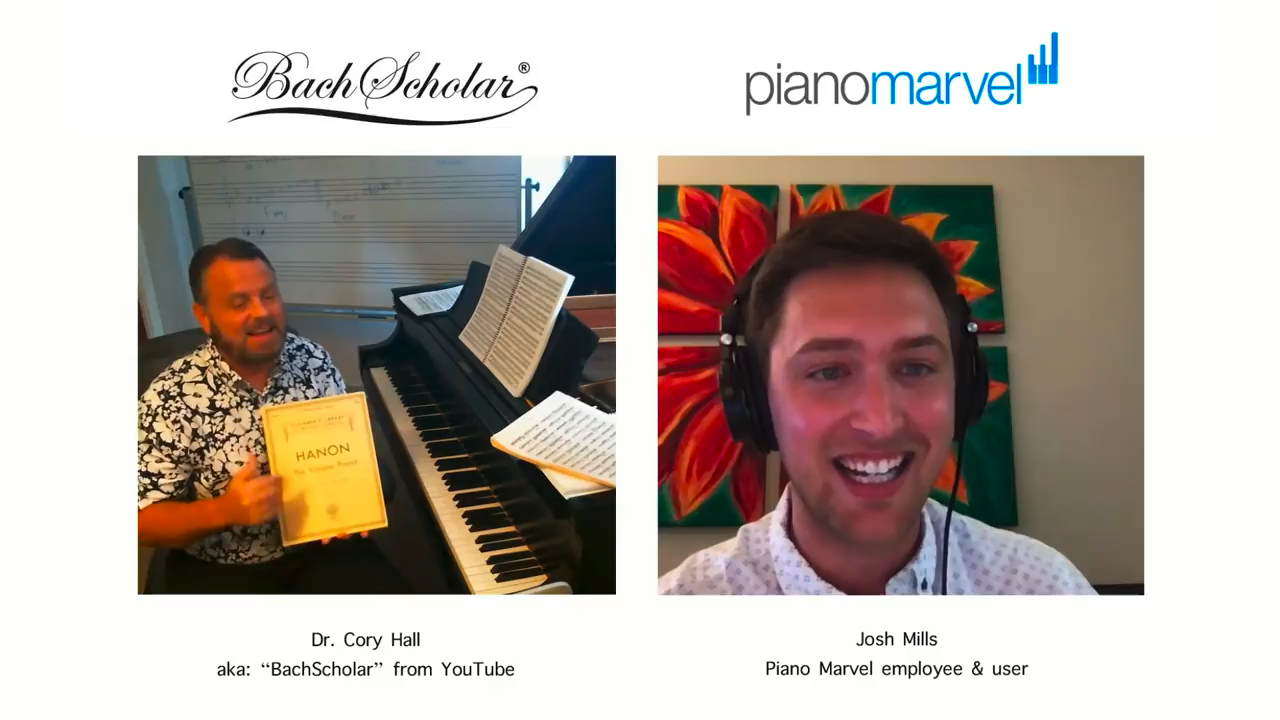 BachScholar®
pianomarvel
HANON
The Virtuoso Pianist
Dr. Cory Hall
aka: “BachScholar” from YouTube
Josh Mills
Piano Marvel employee & user